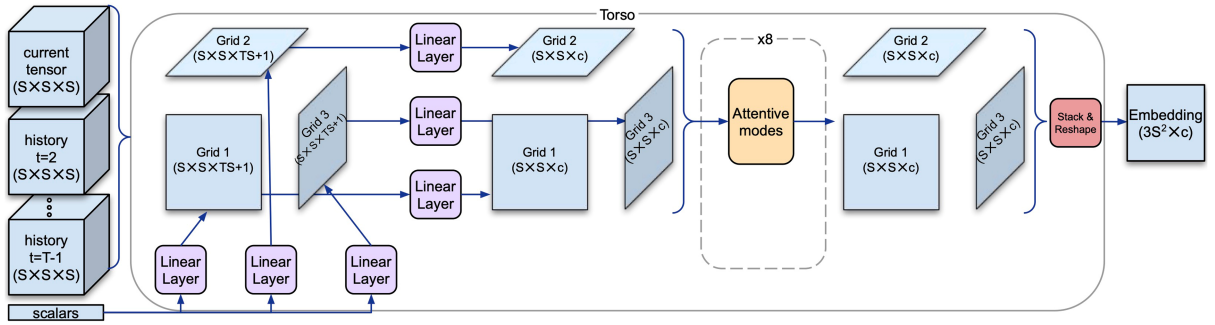 Torso
current
tensor
(S×S×S)
history
t=2
(S×S×S)
history
t=T-1
(S×S×S)
scalars
Grid 2
(S×S×TS+1)
Grid 3
(S×S×TS+1)
Grid 1
(S×S×TS+1)
Linear
Layer
Linear
Layer
Linear
Layer
Linear
Layer
Linear
Layer
Linear
Layer
Grid 2
(S×S×c)
Grid 3
(S×S×c)
Grid 1
(S×S×c)
x8
Attentive
modes
Grid 2
(S×S×c)
Grid 3
(S×S×c)
Grid 1
(S×S×c)
Stack &
Reshape
Embedding
(3S²×c)